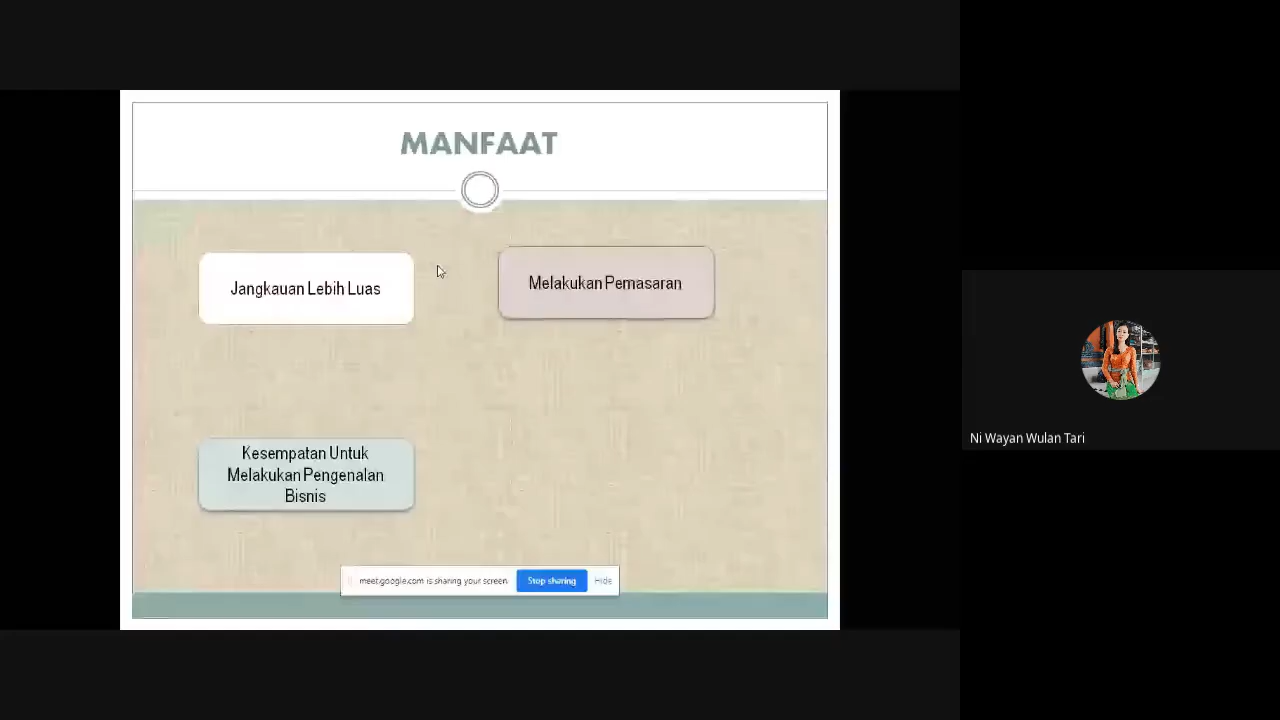 MANFAAT
Jangkauan Lebih Luas
Melakukan Pemasaran
Kesempatan Untuk
Melakukan Pengenalan
Bisnis
meet.google.com is sharing your screen.
Stop sharing
Hide
Ni Wayan Wulan Tari